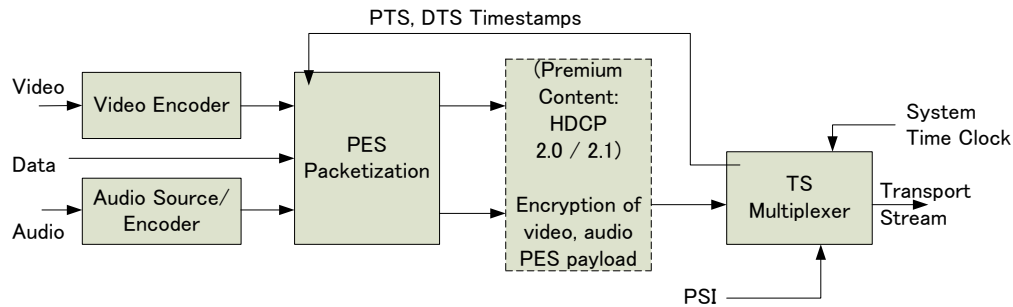 PTS, DTS Timestamps
Video
Video Encoder
Data
Audio Source/
Encoder
Audio
PES
Packetization
(Premium
Content:
HDCP
2.0 / 2.1)
Encryption of
video, audio
PES payload
System
Time Clock
TS
Multiplexer
Transport
Stream
PSI